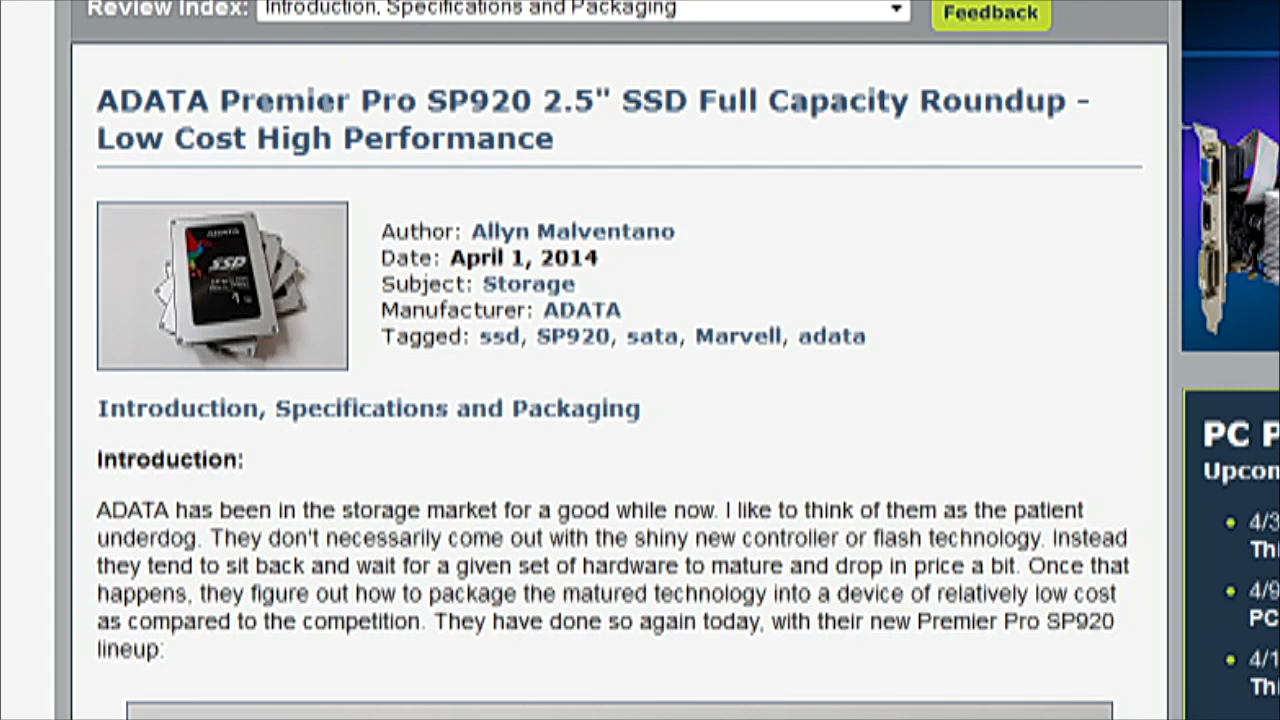 Review Index: Introduction, Specifications and Packaging
Feedback
ADATA Premier Pro SP920 2.5" SSD Full Capacity Roundup -
Low Cost High Performance
ADATA
SSD
Author: Allyn Malventano
Date: April 1, 2014
Subject: Storage
Manufacturer: ADATA
Tagged: ssd, SP920, sata, Marvell, adata
Introduction, Specifications and Packaging
Introduction:
ADATA has been in the storage market for a good while now. I like to think of them as the patient
underdog. They don't necessarily come out with the shiny new controller or flash technology. Instead
they tend to sit back and wait for a given set of hardware to mature and drop in price a bit. Once that
happens, they figure out how to package the matured technology into a device of relatively low cost
as compared to the competition. They have done so again today, with their new Premier Pro SP920
lineup:
PC P
Upcom
4/3
Thi
4/9
PC
4/1
Thi